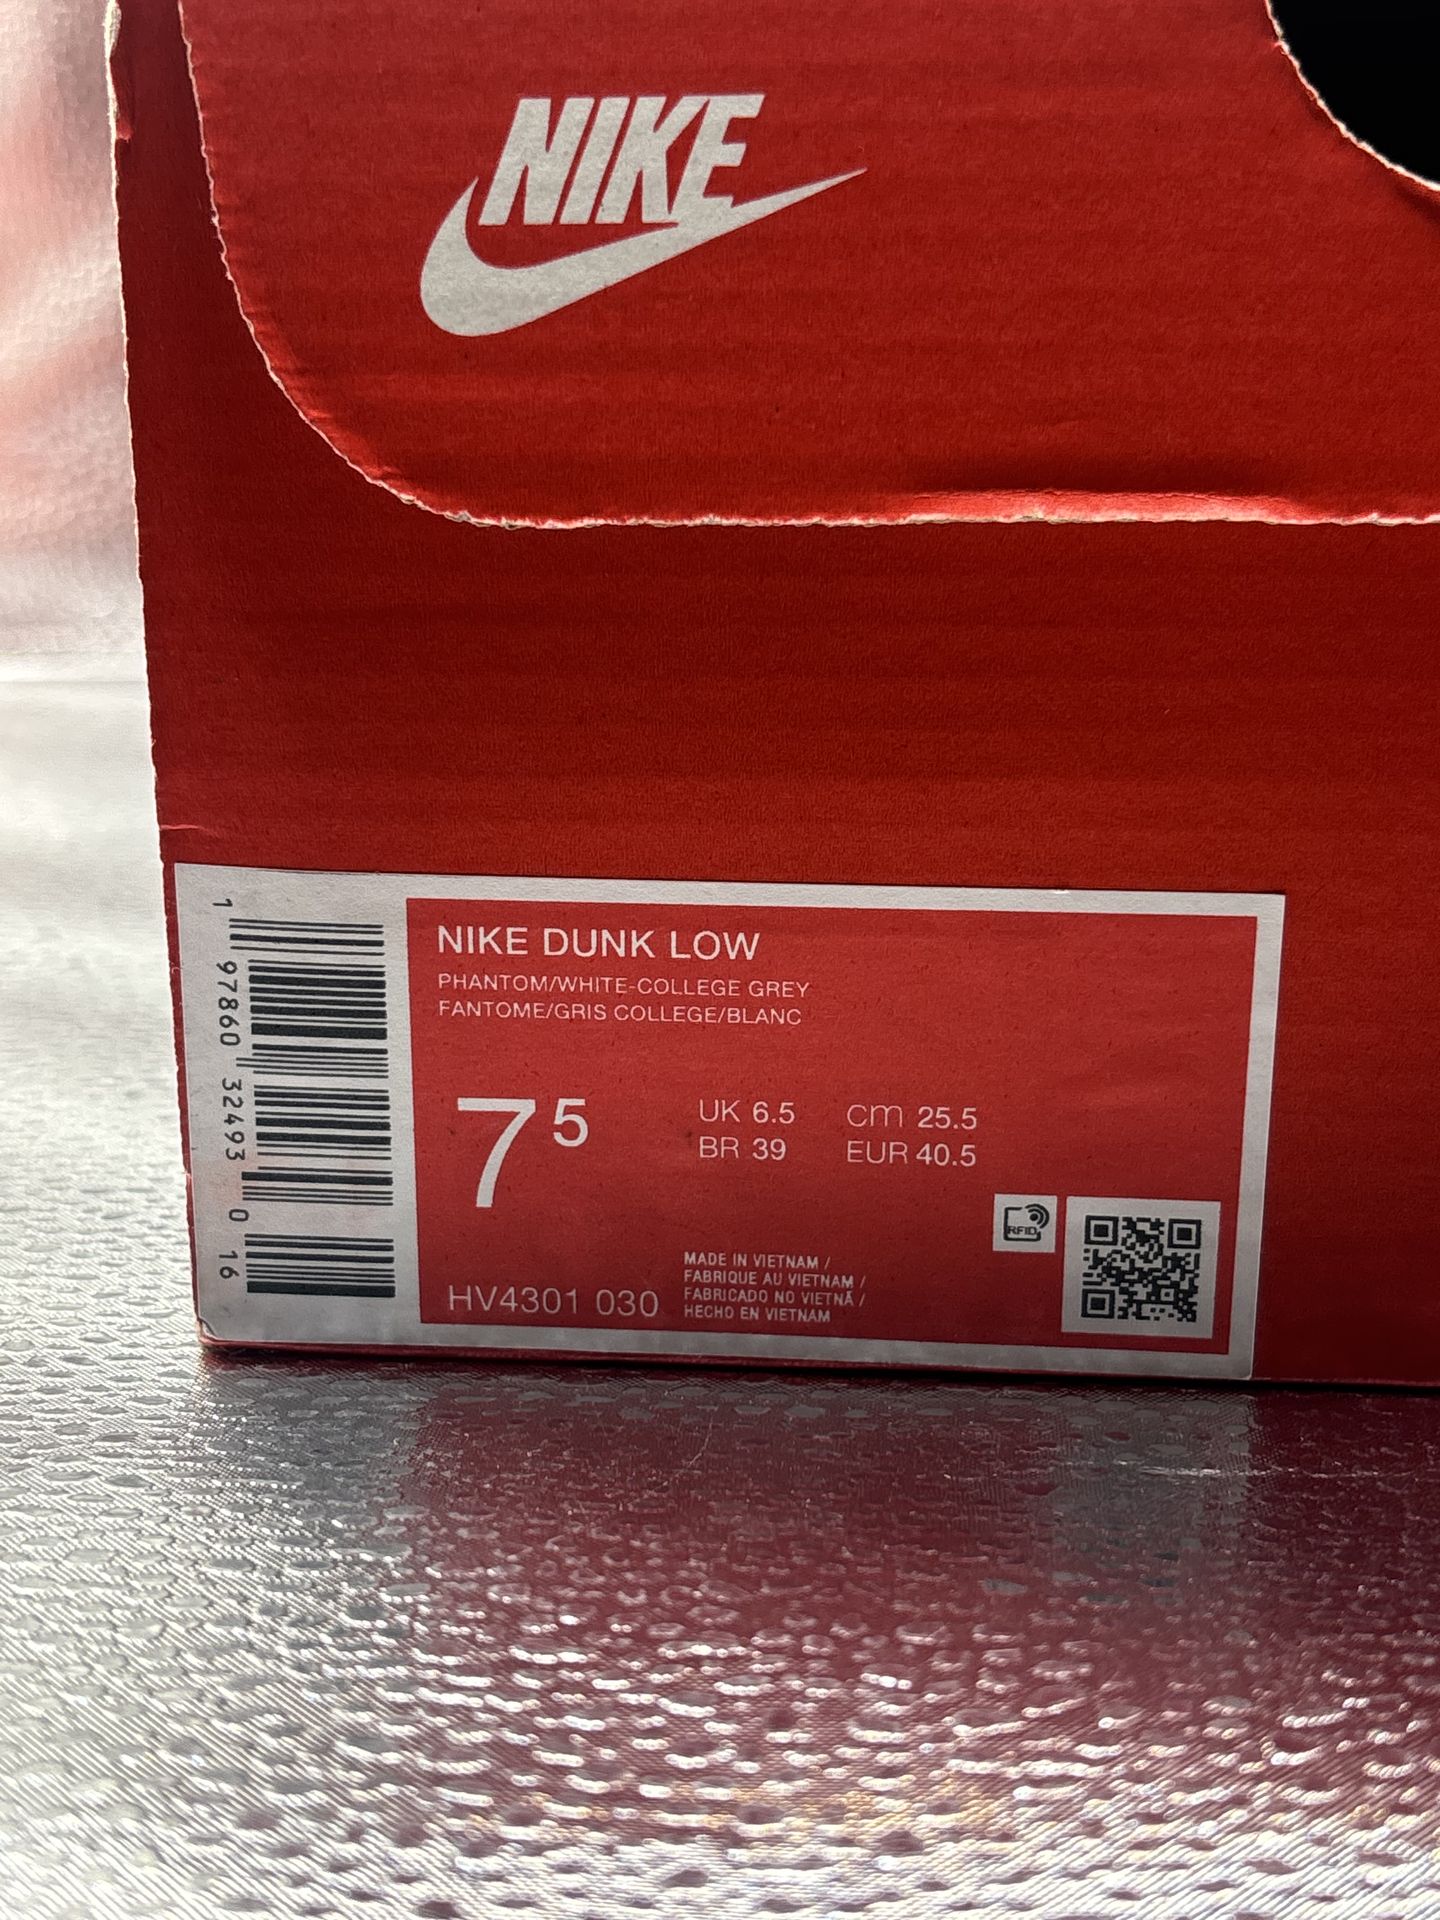 NIKE
NIKE DUNK LOW
PHANTOM/WHITE-COLLEGE GREY
FANTOME/GRIS COLLEGE/BLANC
7 5
UK 6.5 cm 25.5
BR 39 EUR 40.5
RFID
HV4301 030
MADE IN VIETNAM /
FABRIQUE AU VIETNAM /
FABRICADO NO VIETNÃ /
HECHO EN VIETNAM
1 97860 32493 0 16